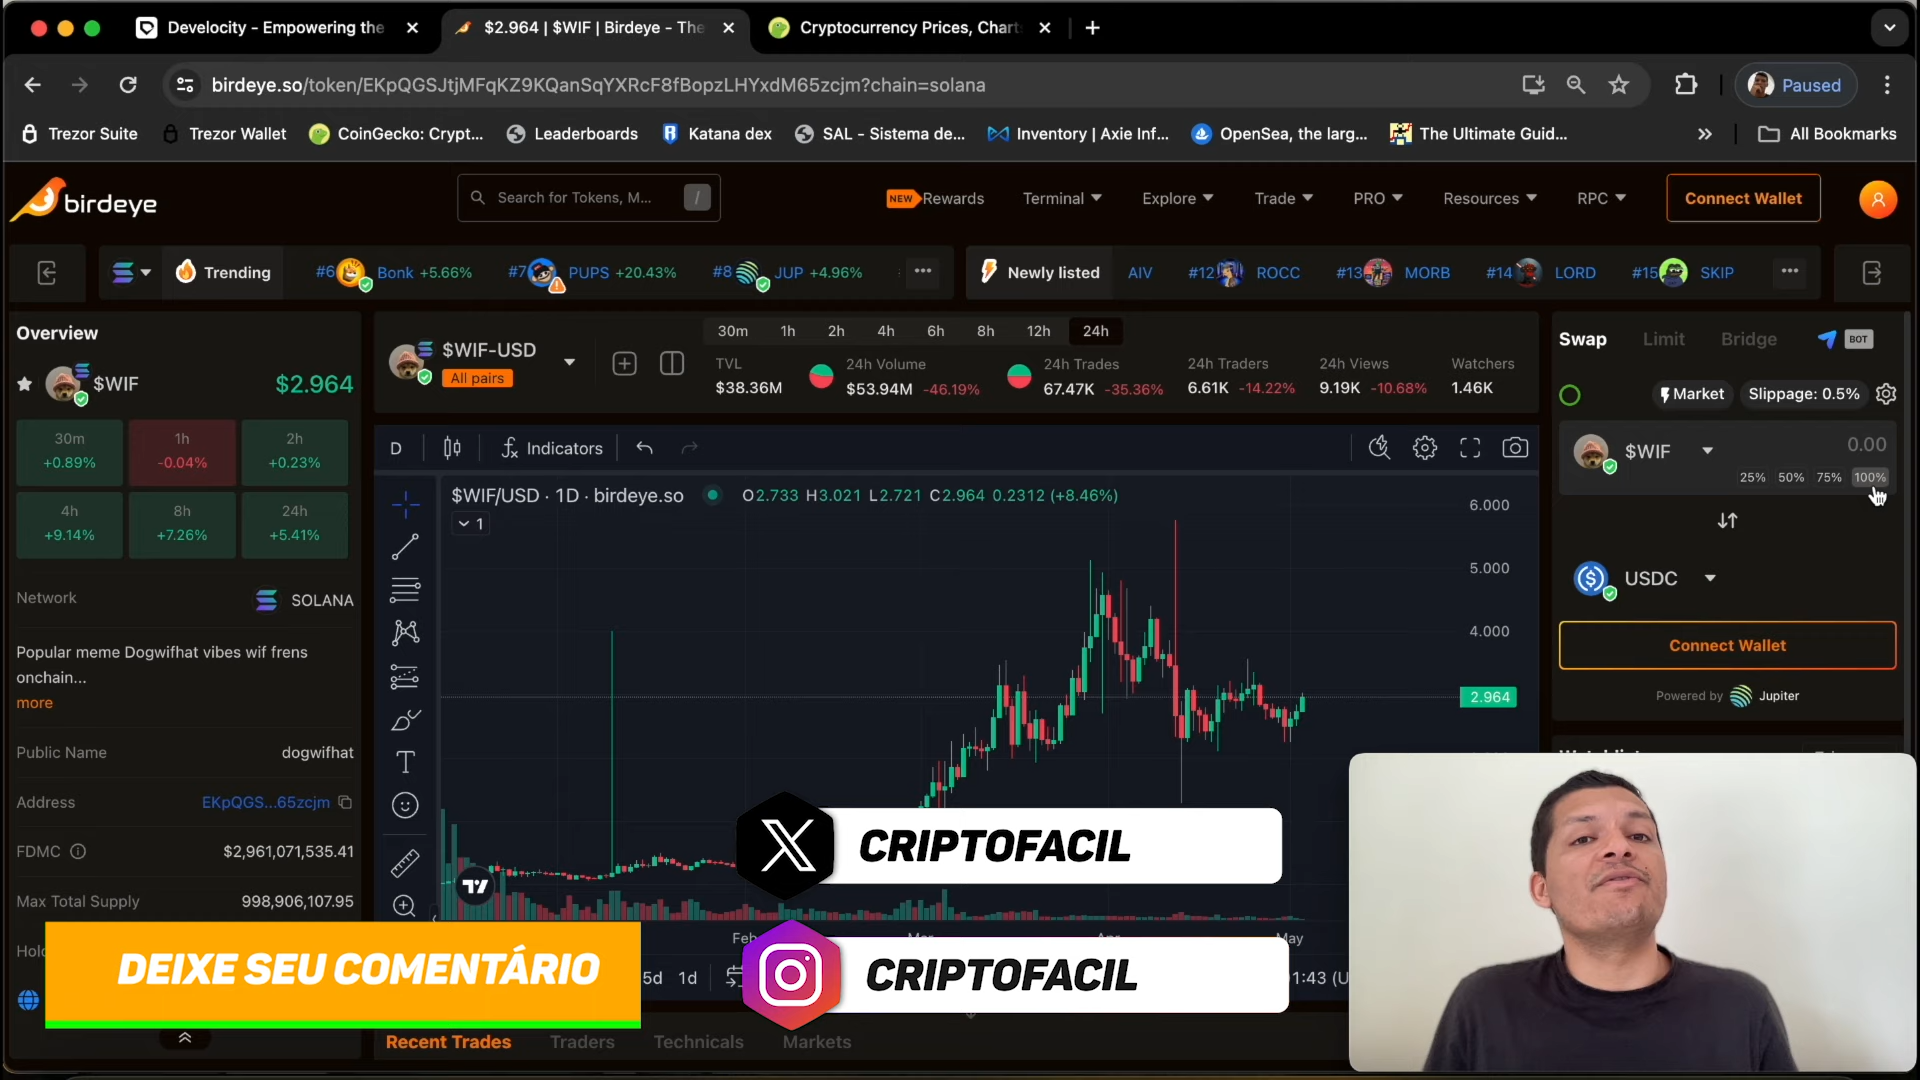 Develocity - Empowering the
$2.964 | $WIF | Birdeye - The
Cryptocurrency Prices, Chart
birdeye.so/token/EKpQGSJtjMFqKZ9KQanSqYXRcF8fBopzLHYxdM65zcjm?chain=solana
Paused
Trezor Suite
Trezor Wallet
CoinGecko: Crypt...
Leaderboards
Katana dex
SAL - Sistema de...
Inventory | Axie Inf...
OpenSea, the larg...
The Ultimate Guid...
All Bookmarks
birdeye
Search for Tokens, M...
/
NEW Rewards
Terminal
Explore
Trade
PRO
Resources
RPC
Connect Wallet
Trending
#6 Bonk +5.66%
#7 PUPS +20.43%
#8 JUP +4.96%
Newly listed
AIV
#12 ROCC
#13 MORB
#14 LORD
#15 SKIP
Overview
$WIF
$2.964
30m
+0.89%
1h
-0.04%
2h
+0.23%
4h
+9.14%
8h
+7.26%
24h
+5.41%
Network
SOLANA
Popular meme Dogwifhat vibes wif frens
onchain...
more
Public Name
dogwifhat
Address
EKpQGS...65zcjm
FDMC
$2,961,071,535.41
Max Total Supply
998,906,107.95
$WIF-USD
All pairs
30m 1h 2h 4h 6h 8h 12h 24h
TVL
$38.36M
24h Volume
$53.94M -46.19%
24h Trades
67.47K -35.36%
24h Traders
6.61K -14.22%
24h Views
9.19K -10.68%
Watchers
1.46K
D
Indicators
$WIF/USD · 1D · birdeye.so
O2.733 H3.021 L2.721 C2.964 0.2312 (+8.46%)
1
6.000
5.000
4.000
2.964
May
5d 1d
Swap
Limit
Bridge
BOT
Market
Slippage: 0.5%
$WIF
0.00
25% 50% 75% 100%
USDC
Connect Wallet
Powered by Jupiter
CRIPTOFACIL
CRIPTOFACIL
DEIXE SEU COMENTÁRIO
Recent Trades
Traders
Technicals
Markets